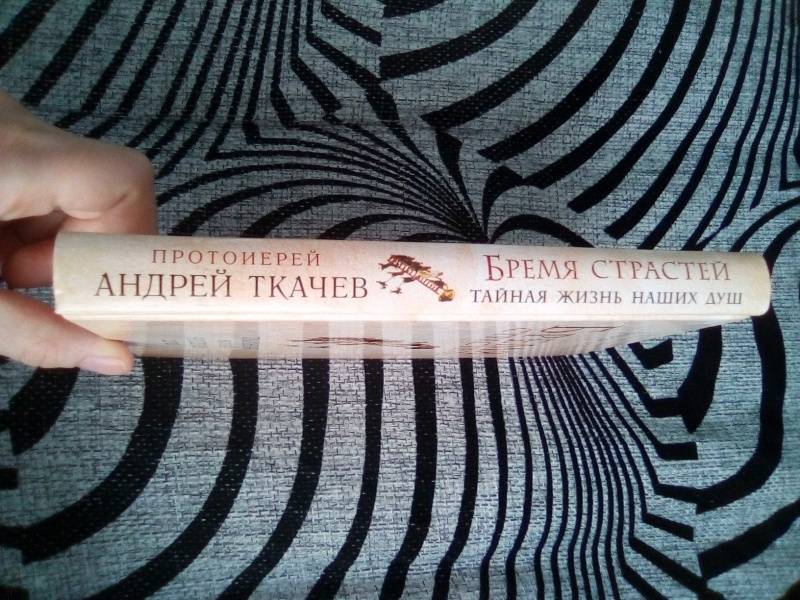 ПРОТОИЕРЕЙ
АНДРЕЙ ТКАЧЕВ
БРЕМЯ СТРАСТЕЙ
ТАЙНАЯ ЖИЗНЬ НАШИХ ДУШ